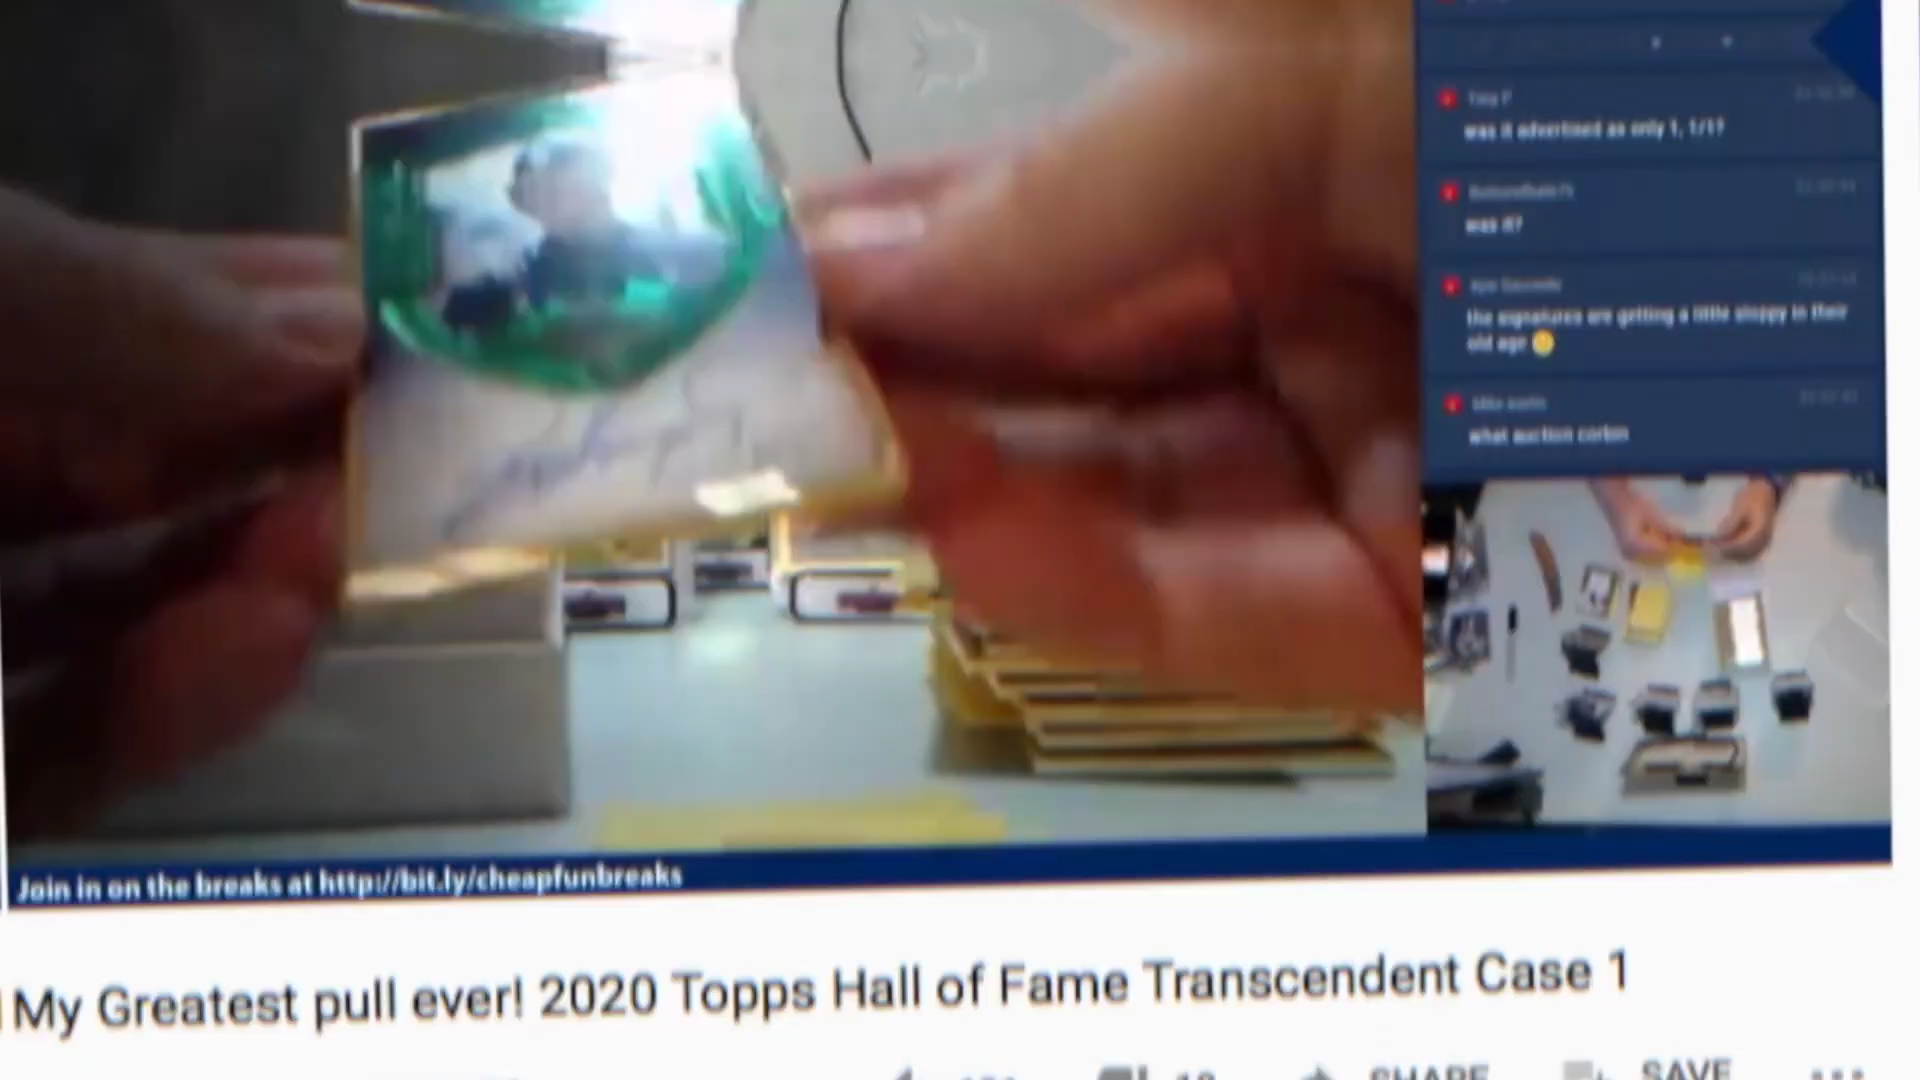 was it advertised as only 1, 1/1?
was it?
the signatures are getting a little sloppy in their
old age
what auction corbin
Join in on the breaks at http://bit.ly/cheapfunbreaks
My Greatest pull ever! 2020 Topps Hall of Fame Transcendent Case 1
SHARE
SAVE